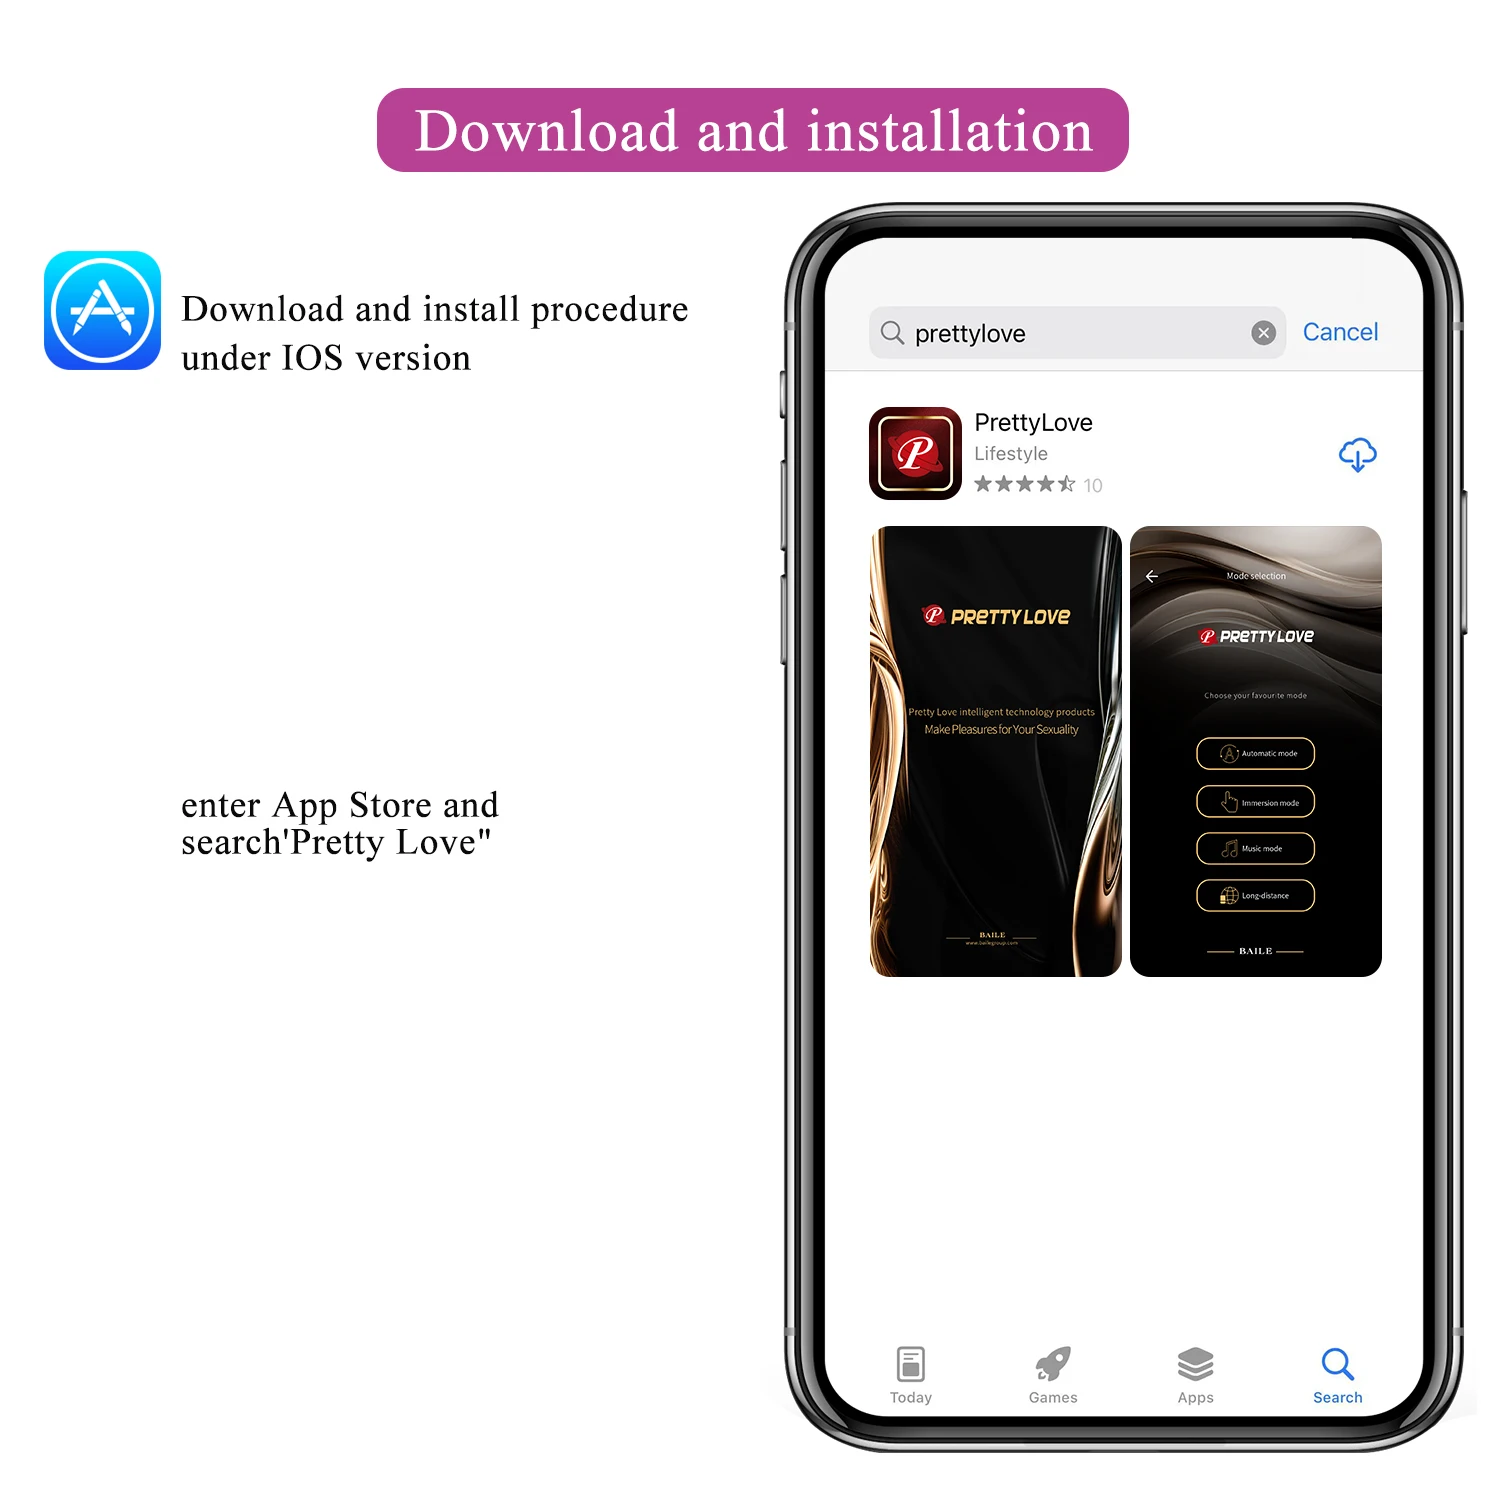 Download and installation
Download and install procedure
under IOS version
enter App Store and
search'Pretty Love"
prettylove
Cancel
PrettyLove
Lifestyle
10
P PRETTY LOVE
Pretty Love intelligent technology products
Make Pleasures for Your Sexuality
BAILE
www.bailegroup.com
Mode selection
P PRETTY LOVE
Choose your favourite mode
A Automatic mode
Immersion mode
Music mode
Long-distance
BAILE
Today
Games
Apps
Search